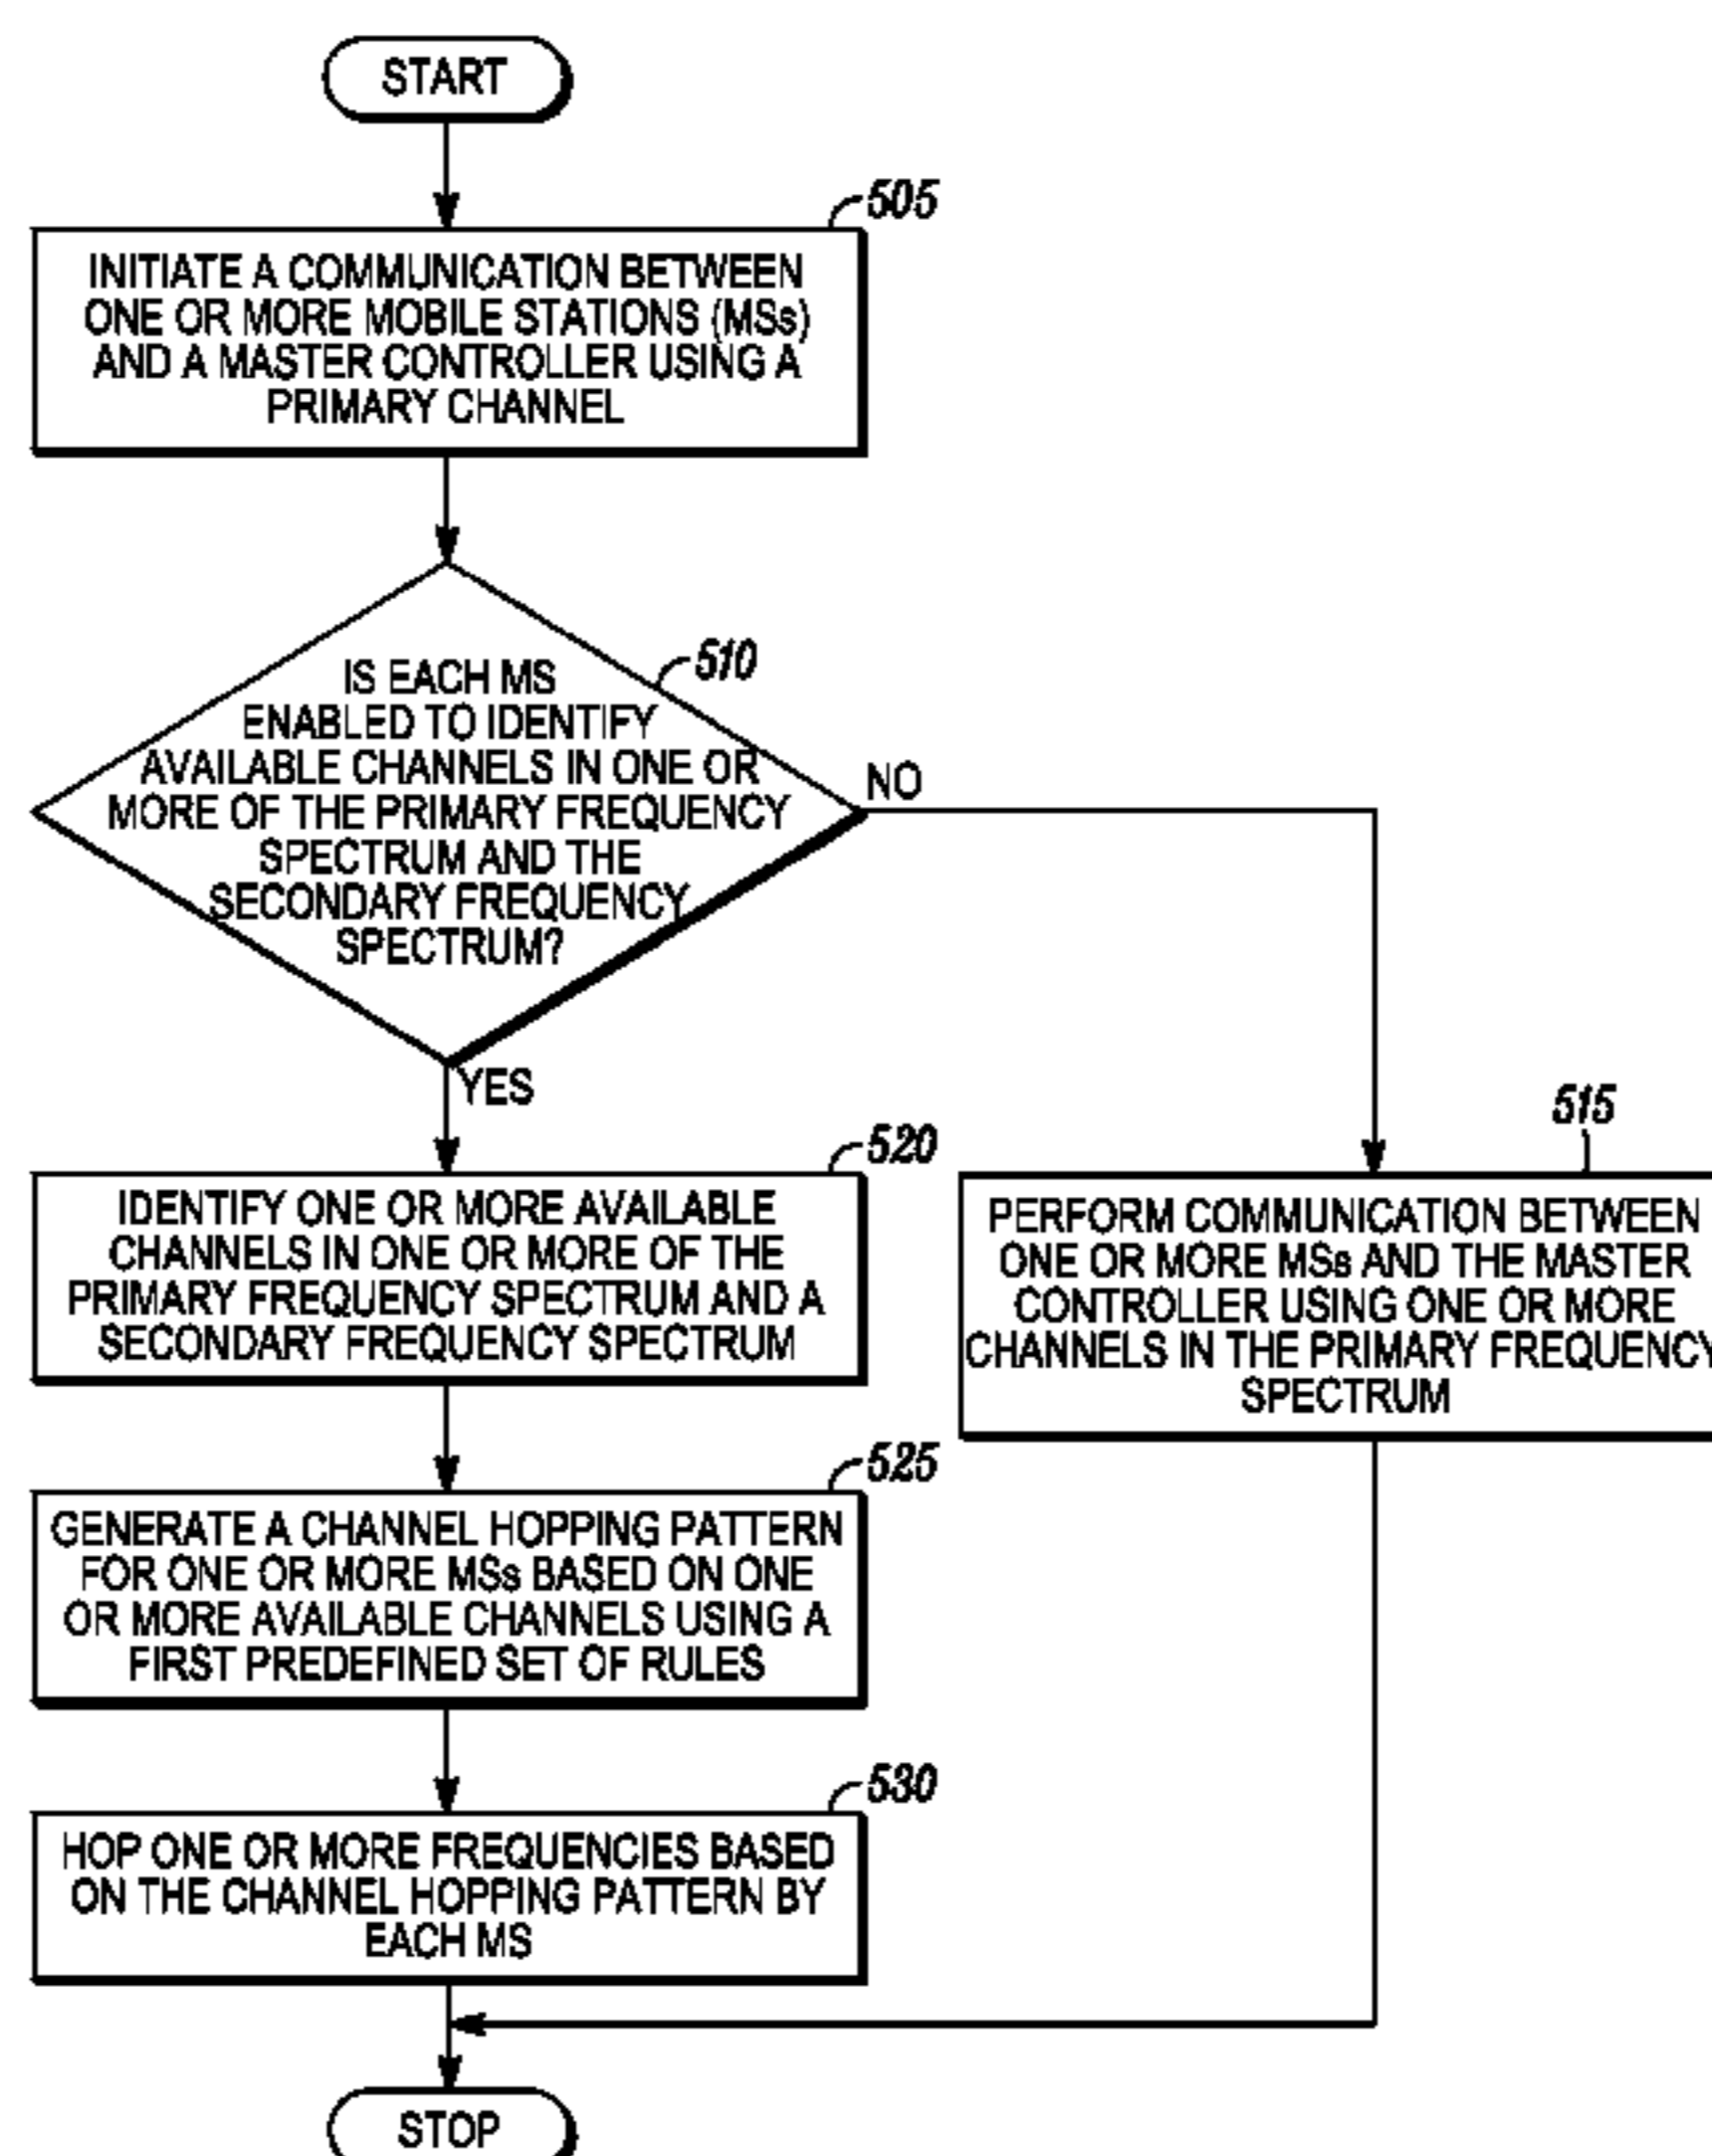 START
505
INITIATE A COMMUNICATION BETWEEN
ONE OR MORE MOBILE STATIONS (MSs)
AND A MASTER CONTROLLER USING A
PRIMARY CHANNEL
510
IS EACH MS
ENABLED TO IDENTIFY
AVAILABLE CHANNELS IN ONE OR
MORE OF THE PRIMARY FREQUENCY
SPECTRUM AND THE
SECONDARY FREQUENCY
SPECTRUM?
NO
YES
520
IDENTIFY ONE OR MORE AVAILABLE
CHANNELS IN ONE OR MORE OF THE
PRIMARY FREQUENCY SPECTRUM AND A
SECONDARY FREQUENCY SPECTRUM
515
PERFORM COMMUNICATION BETWEEN
ONE OR MORE MSs AND THE MASTER
CONTROLLER USING ONE OR MORE
CHANNELS IN THE PRIMARY FREQUENCY
SPECTRUM
525
GENERATE A CHANNEL HOPPING PATTERN
FOR ONE OR MORE MSs BASED ON ONE
OR MORE AVAILABLE CHANNELS USING A
FIRST PREDEFINED SET OF RULES
530
HOP ONE OR MORE FREQUENCIES BASED
ON THE CHANNEL HOPPING PATTERN BY
EACH MS
STOP